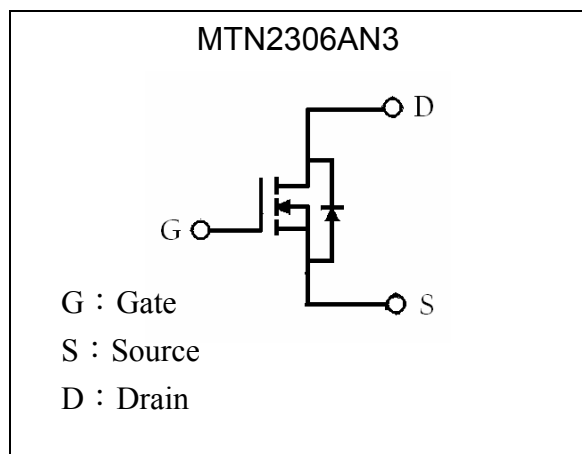 MTN2306AN3
D
G
S
G：Gate
S：Source
D：Drain